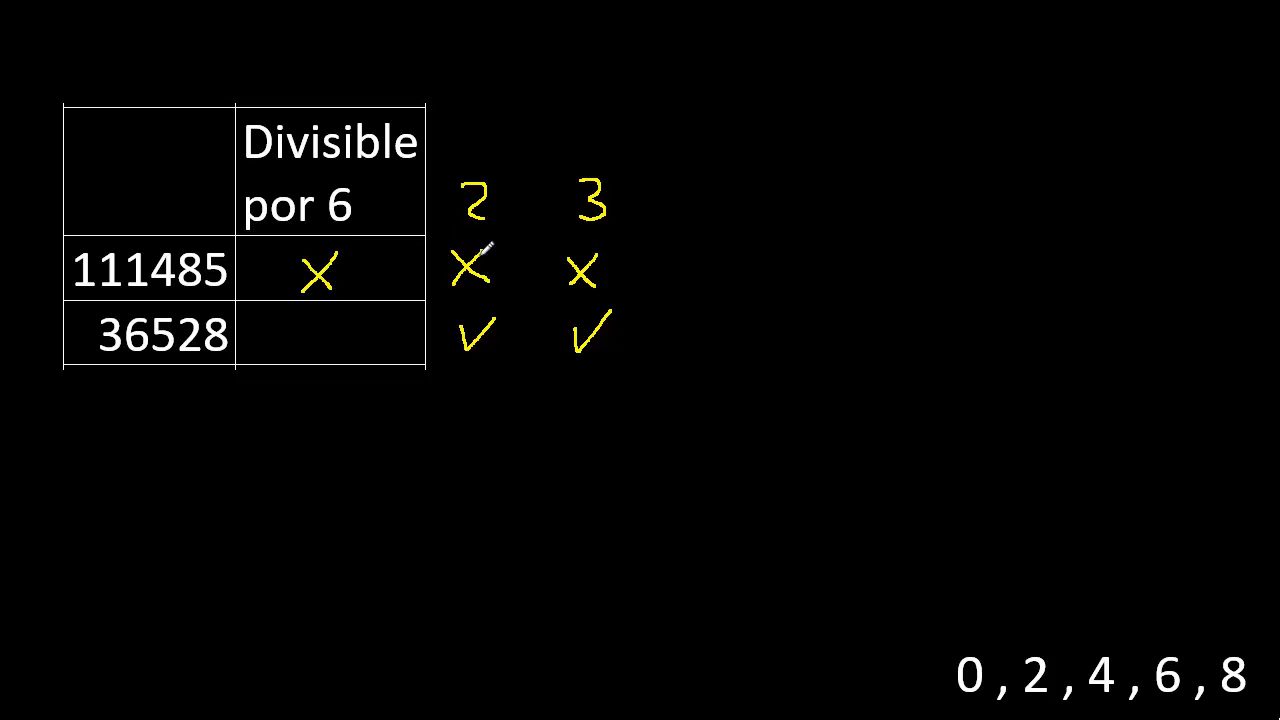 Divisible
por 6 2 3
111485 X X X
36528 ✓ ✓
0 , 2 , 4 , 6 , 8